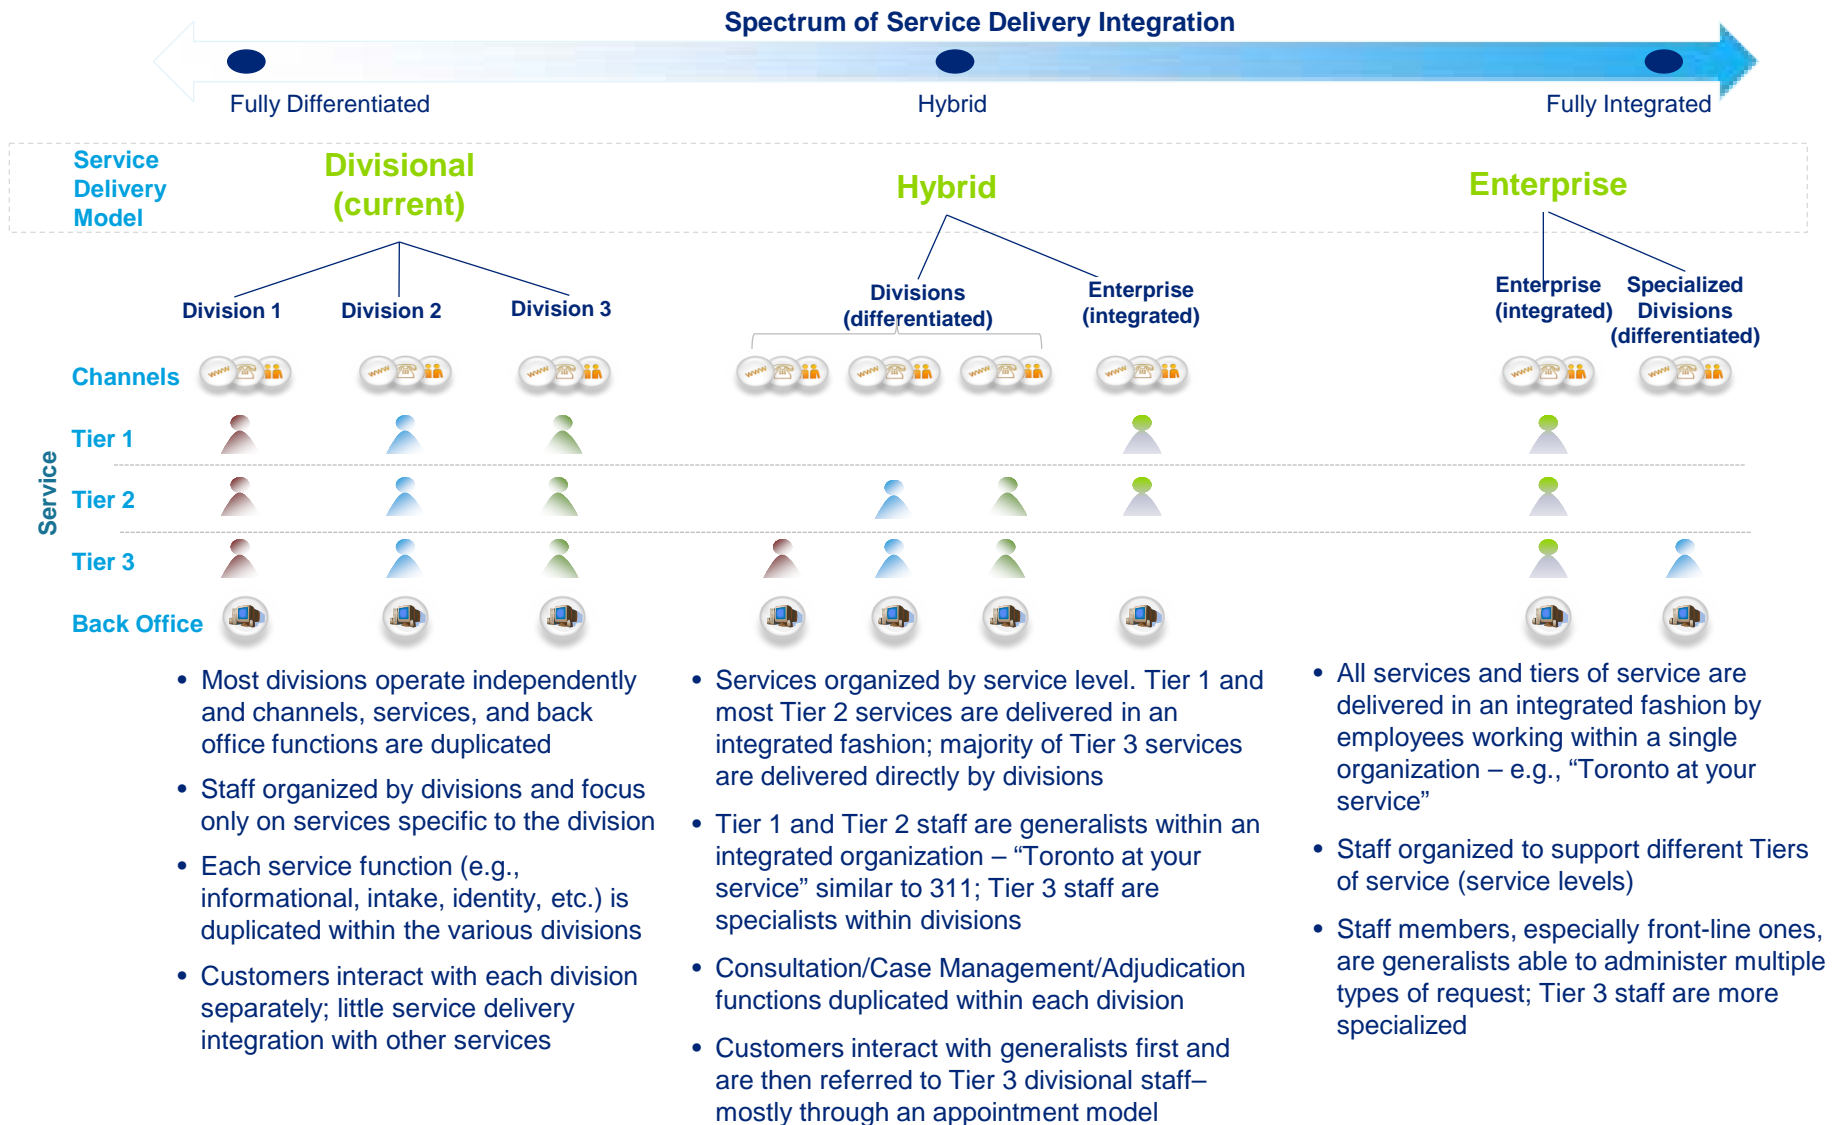 Spectrum of Service Delivery Integration
Fully Differentiated
Hybrid
Fully Integrated
Service
Delivery
Model
Divisional
(current)
Hybrid
Enterprise
Division 1
Division 2
Division 3
Divisions
(differentiated)
Enterprise
(integrated)
Enterprise
(integrated)
Specialized
Divisions
(differentiated)
Channels
www
www
www
www
www
www
www
www
www
Service
Tier 1
Tier 2
Tier 3
Back Office
• Most divisions operate independently
and channels, services, and back
office functions are duplicated
• Staff organized by divisions and focus
only on services specific to the division
• Each service function (e.g.,
informational, intake, identity, etc.) is
duplicated within the various divisions
• Customers interact with each division
separately; little service delivery
integration with other services
• Services organized by service level. Tier 1 and
most Tier 2 services are delivered in an
integrated fashion; majority of Tier 3 services
are delivered directly by divisions
• Tier 1 and Tier 2 staff are generalists within an
integrated organization – “Toronto at your
service” similar to 311; Tier 3 staff are
specialists within divisions
• Consultation/Case Management/Adjudication
functions duplicated within each division
• Customers interact with generalists first and
are then referred to Tier 3 divisional staff–
mostly through an appointment model
• All services and tiers of service are
delivered in an integrated fashion by
employees working within a single
organization – e.g., “Toronto at your
service”
• Staff organized to support different Tiers
of service (service levels)
• Staff members, especially front-line ones,
are generalists able to administer multiple
types of request; Tier 3 staff are more
specialized